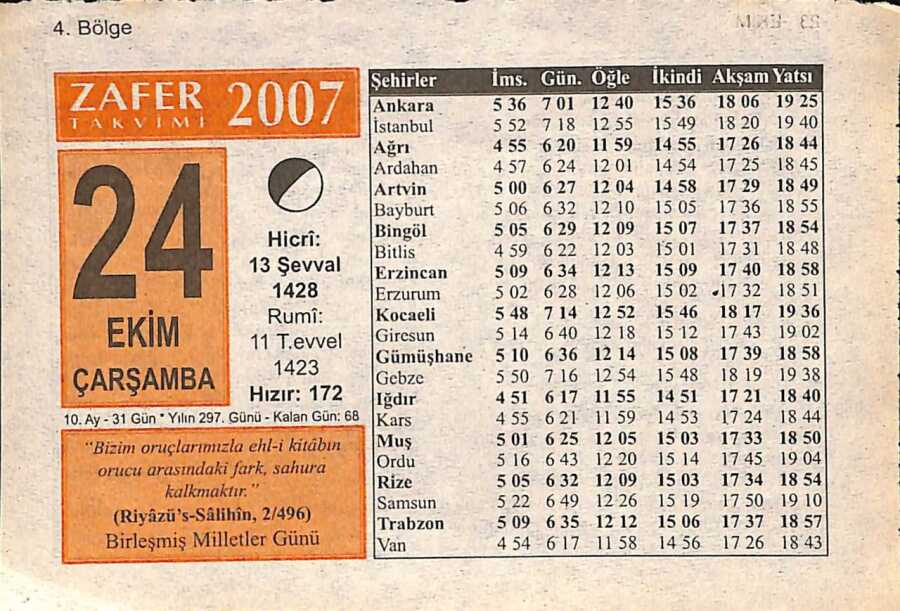 4. Bölge
ZAFER
TAKVİMİ
2007
24
EKİM
ÇARŞAMBA
Hicrî:
13 Şevval
1428
Rumî:
11 T.evvel
1423
Hızır: 172
10. Ay - 31 Gün * Yılın 297. Günü - Kalan Gün: 68
"Bizim oruçlarımızla ehl-i kitâbın
orucu arasındaki fark, sahura
kalkmaktır."
(Riyâzü's-Sâlihîn, 2/496)
Birleşmiş Milletler Günü
Şehirler İms. Gün. Öğle İkindi Akşam Yatsı
Ankara 5 36 7 01 12 40 15 36 18 06 19 25
İstanbul 5 52 7 18 12 55 15 49 18 20 19 40
Ağrı 4 55 6 20 11 59 14 55 17 26 18 44
Ardahan 4 57 6 24 12 01 14 54 17 25 18 45
Artvin 5 00 6 27 12 04 14 58 17 29 18 49
Bayburt 5 06 6 32 12 10 15 05 17 36 18 55
Bingöl 5 05 6 29 12 09 15 07 17 37 18 54
Bitlis 4 59 6 22 12 03 15 01 17 31 18 48
Erzincan 5 09 6 34 12 13 15 09 17 40 18 58
Erzurum 5 02 6 28 12 06 15 02 17 32 18 51
Kocaeli 5 48 7 14 12 52 15 46 18 17 19 36
Giresun 5 14 6 40 12 18 15 12 17 43 19 02
Gümüşhane 5 10 6 36 12 14 15 08 17 39 18 58
Gebze 5 50 7 16 12 54 15 48 18 19 19 38
Iğdır 4 51 6 17 11 55 14 51 17 21 18 40
Kars 4 55 6 21 11 59 14 53 17 24 18 44
Muş 5 01 6 25 12 05 15 03 17 33 18 50
Ordu 5 16 6 43 12 20 15 14 17 45 19 04
Rize 5 05 6 32 12 09 15 03 17 34 18 54
Samsun 5 22 6 49 12 26 15 19 17 50 19 10
Trabzon 5 09 6 35 12 12 15 06 17 37 18 57
Van 4 54 6 17 11 58 14 56 17 26 18 43